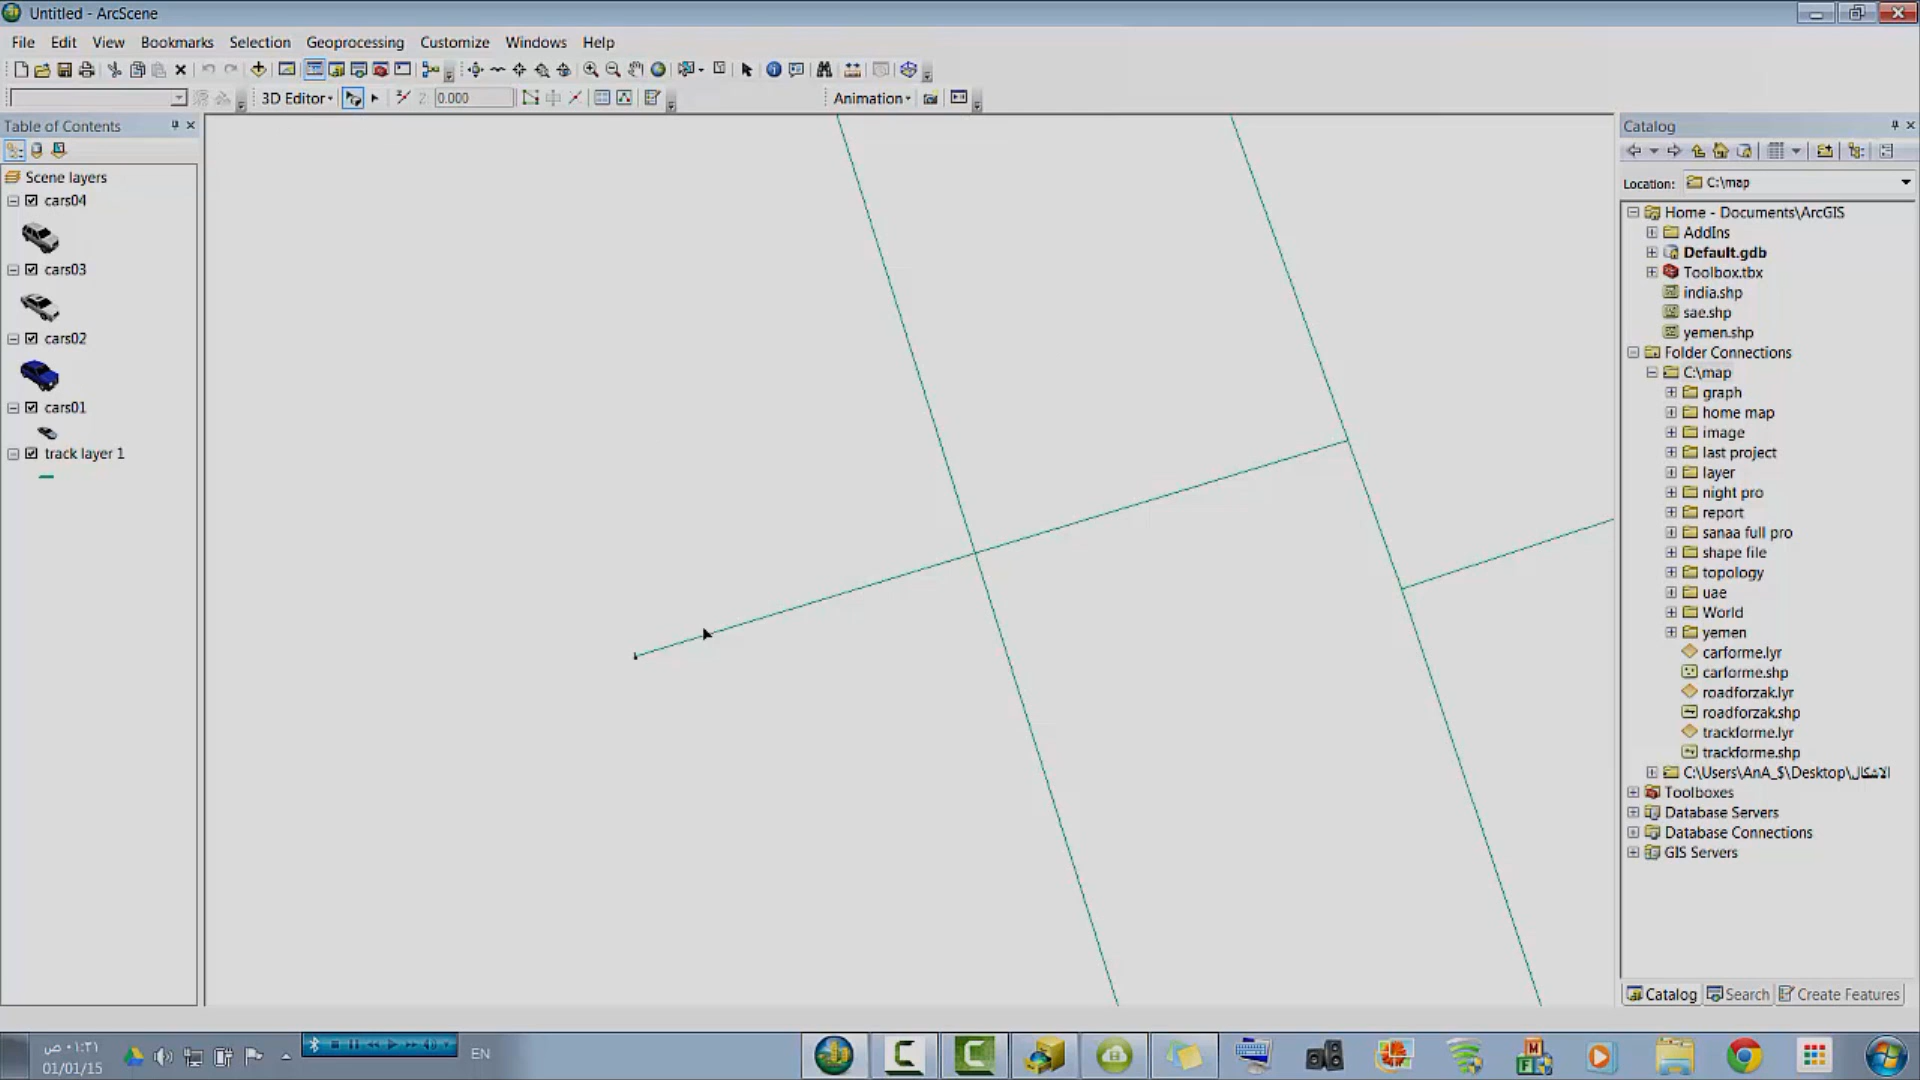 Untitled - ArcScene
File Edit View Bookmarks Selection Geoprocessing Customize Windows Help
3D Editor Z: 0.000 Animation
Table of Contents
Scene layers
cars04
cars03
cars02
cars01
track layer 1
Catalog
Location: C:\map
Home - Documents\ArcGIS
AddIns
Default.gdb
Toolbox.tbx
india.shp
sae.shp
yemen.shp
Folder Connections
C:\map
graph
home map
image
last project
layer
night pro
report
sanaa full pro
shape file
topology
uae
World
yemen
carforme.lyr
carforme.shp
roadforzak.lyr
roadforzak.shp
trackforme.lyr
trackforme.shp
C:\Users\AnA_$\Desktop\الاشكال
Toolboxes
Database Servers
Database Connections
GIS Servers
Catalog Search Create Features
٠١:٣١ ص
01/01/15
EN